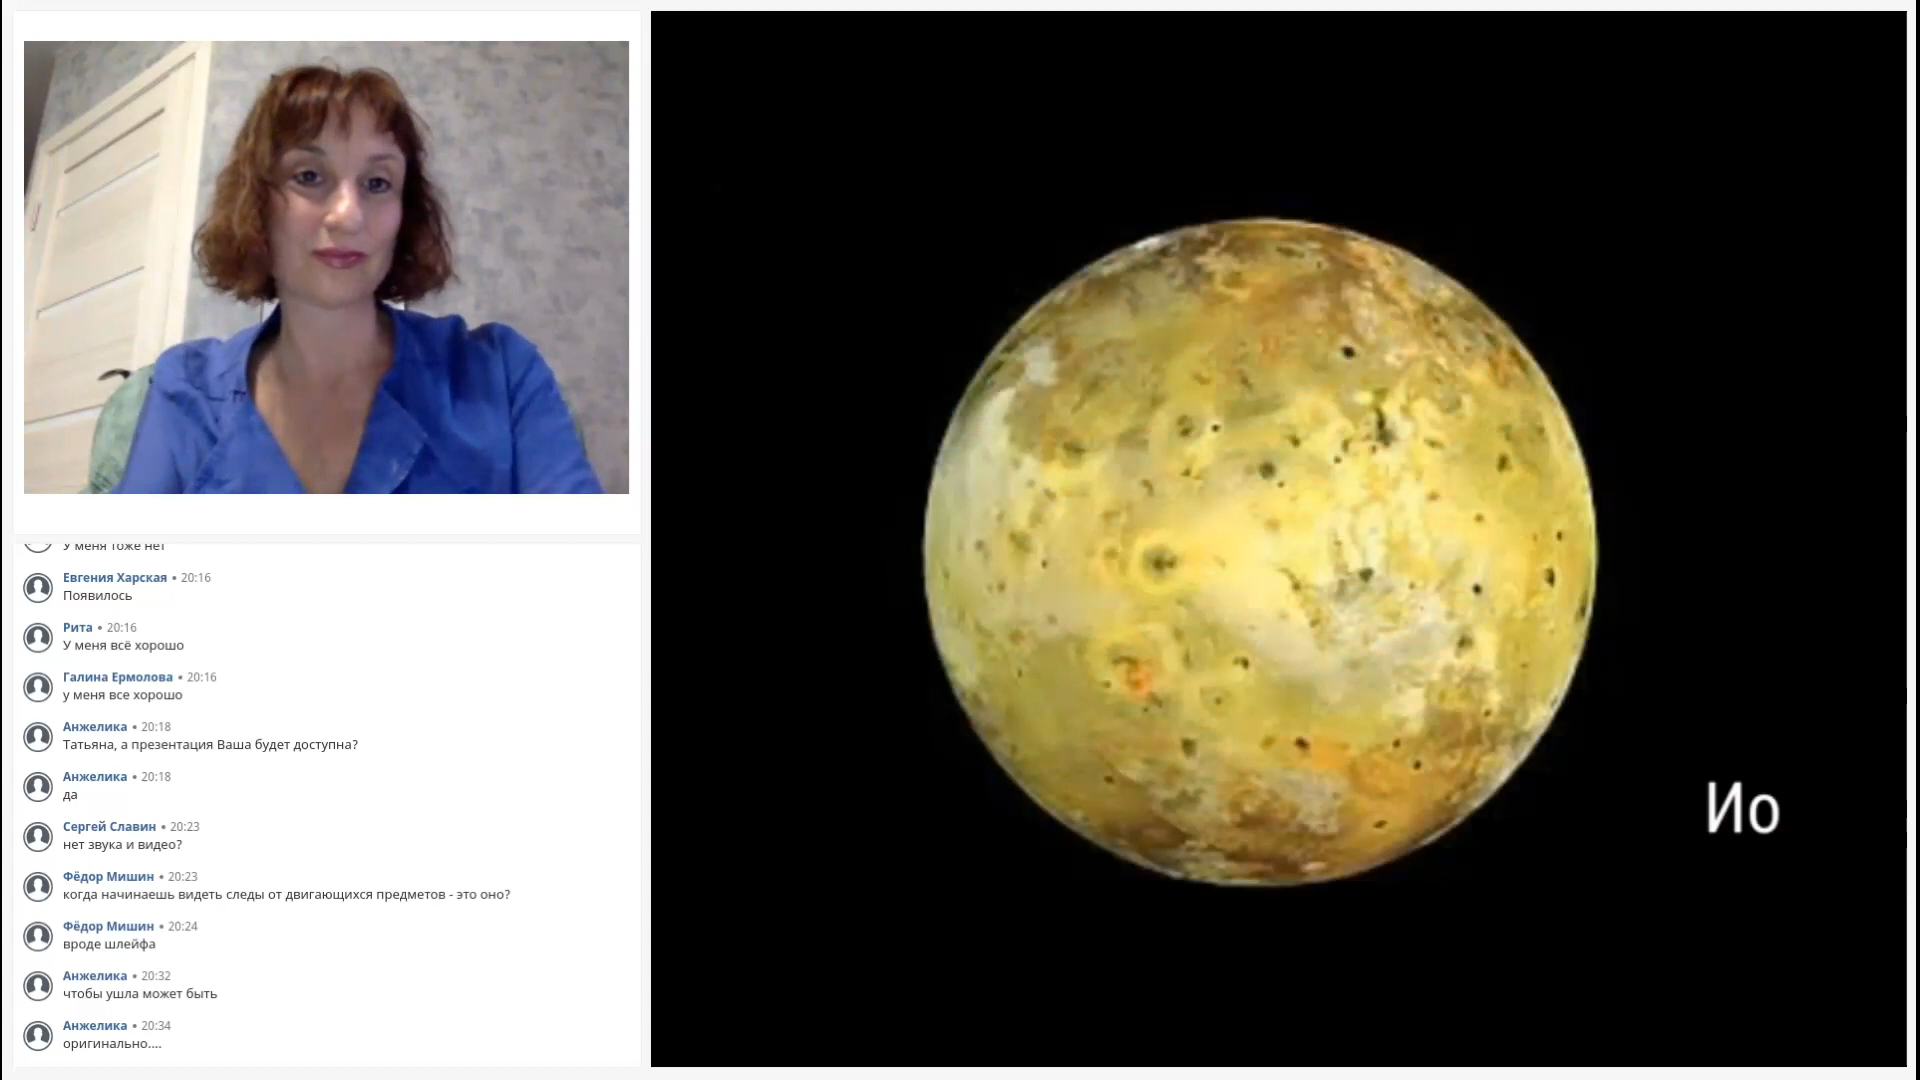 У меня тоже нет
Евгения Харская • 20:16
Появилось
Рита • 20:16
У меня всё хорошо
Галина Ермолова • 20:16
у меня все хорошо
Анжелика • 20:18
Татьяна, а презентация Ваша будет доступна?
Анжелика • 20:18
да
Сергей Славин • 20:23
нет звука и видео?
Фёдор Мишин • 20:23
когда начинаешь видеть следы от двигающихся предметов - это оно?
Фёдор Мишин • 20:24
вроде шлейфа
Анжелика • 20:32
чтобы ушла может быть
Анжелика • 20:34
оригинально....
Ио